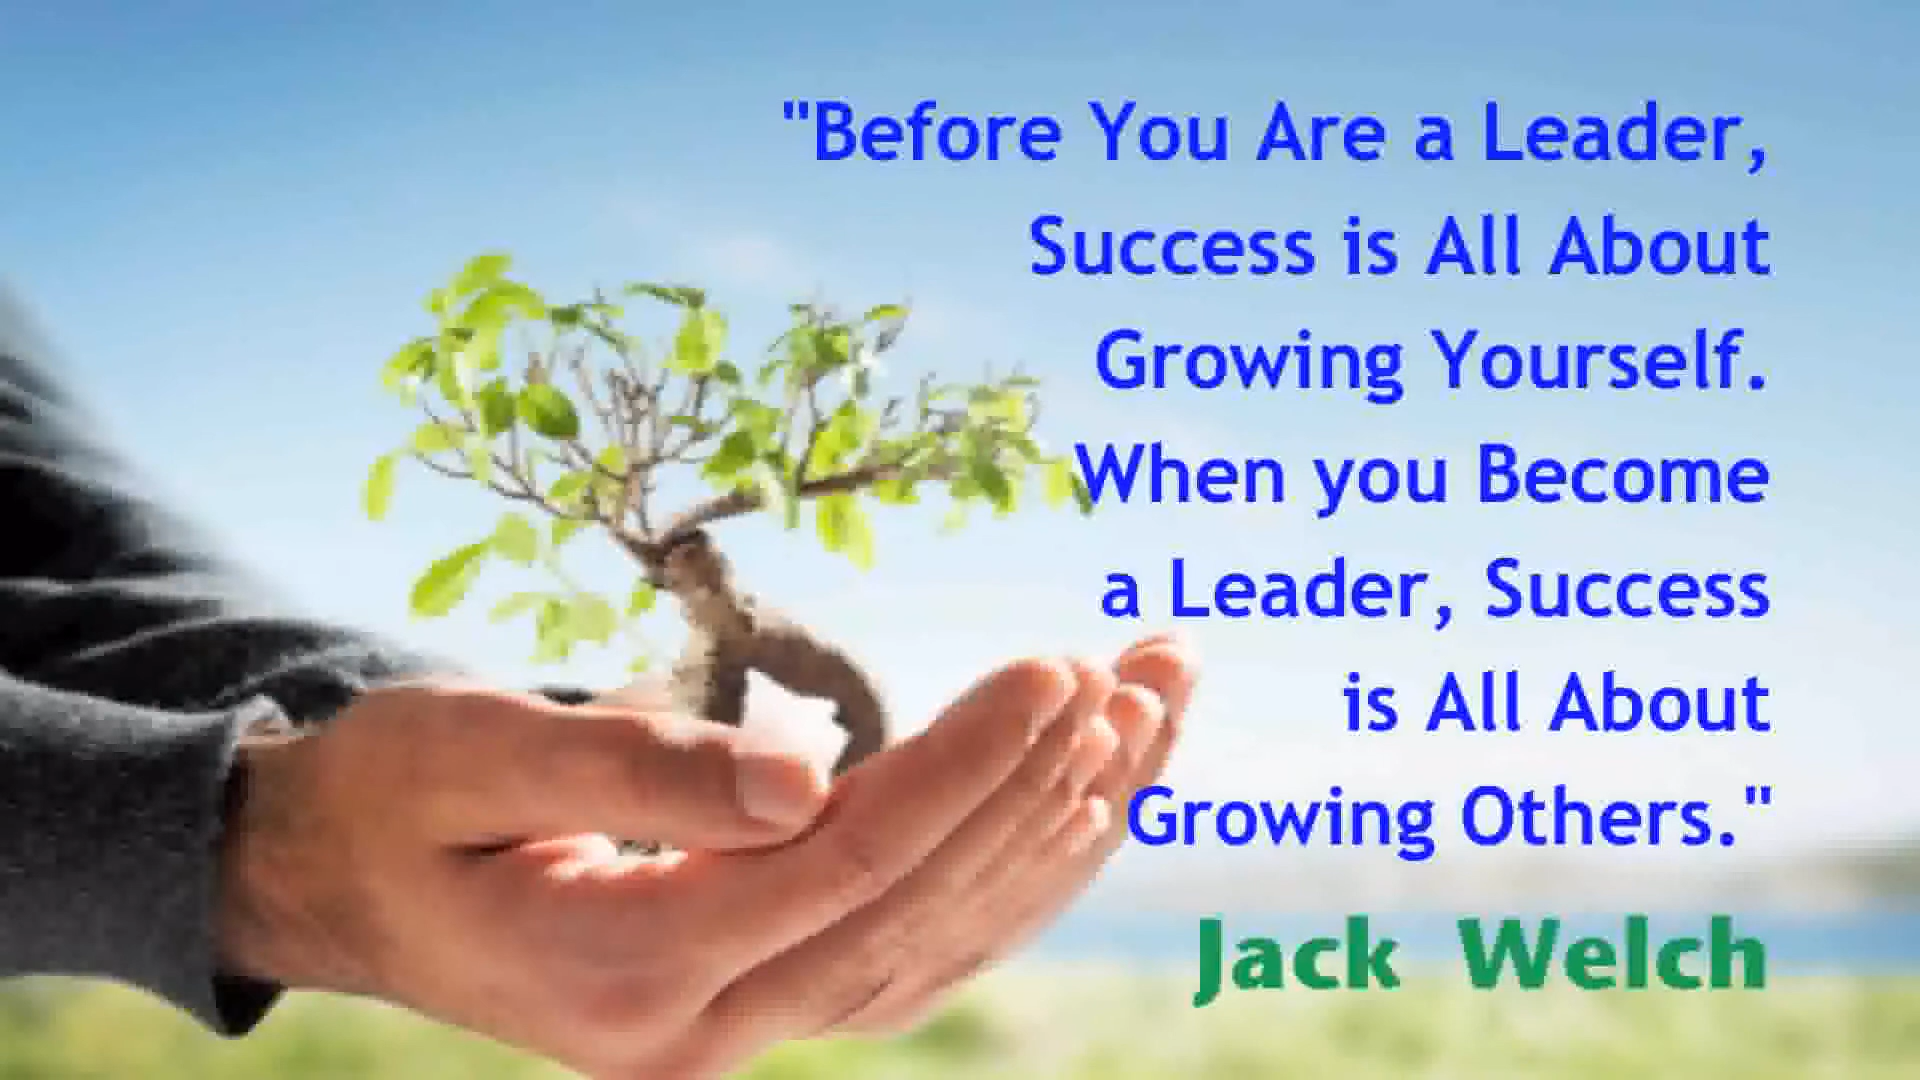 "Before You Are a Leader,
Success is All About
Growing Yourself.
When you Become
a Leader, Success
is All About
Growing Others."
Jack Welch